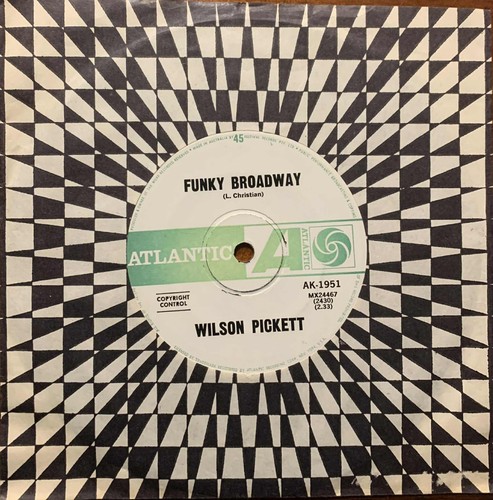 45
FUNKY BROADWAY
(L. Christian)
ATLANTIC
A
ATLANTIC
COPYRIGHT
CONTROL
AK-1951
MX24467
(2430)
(2.33)
WILSON PICKETT